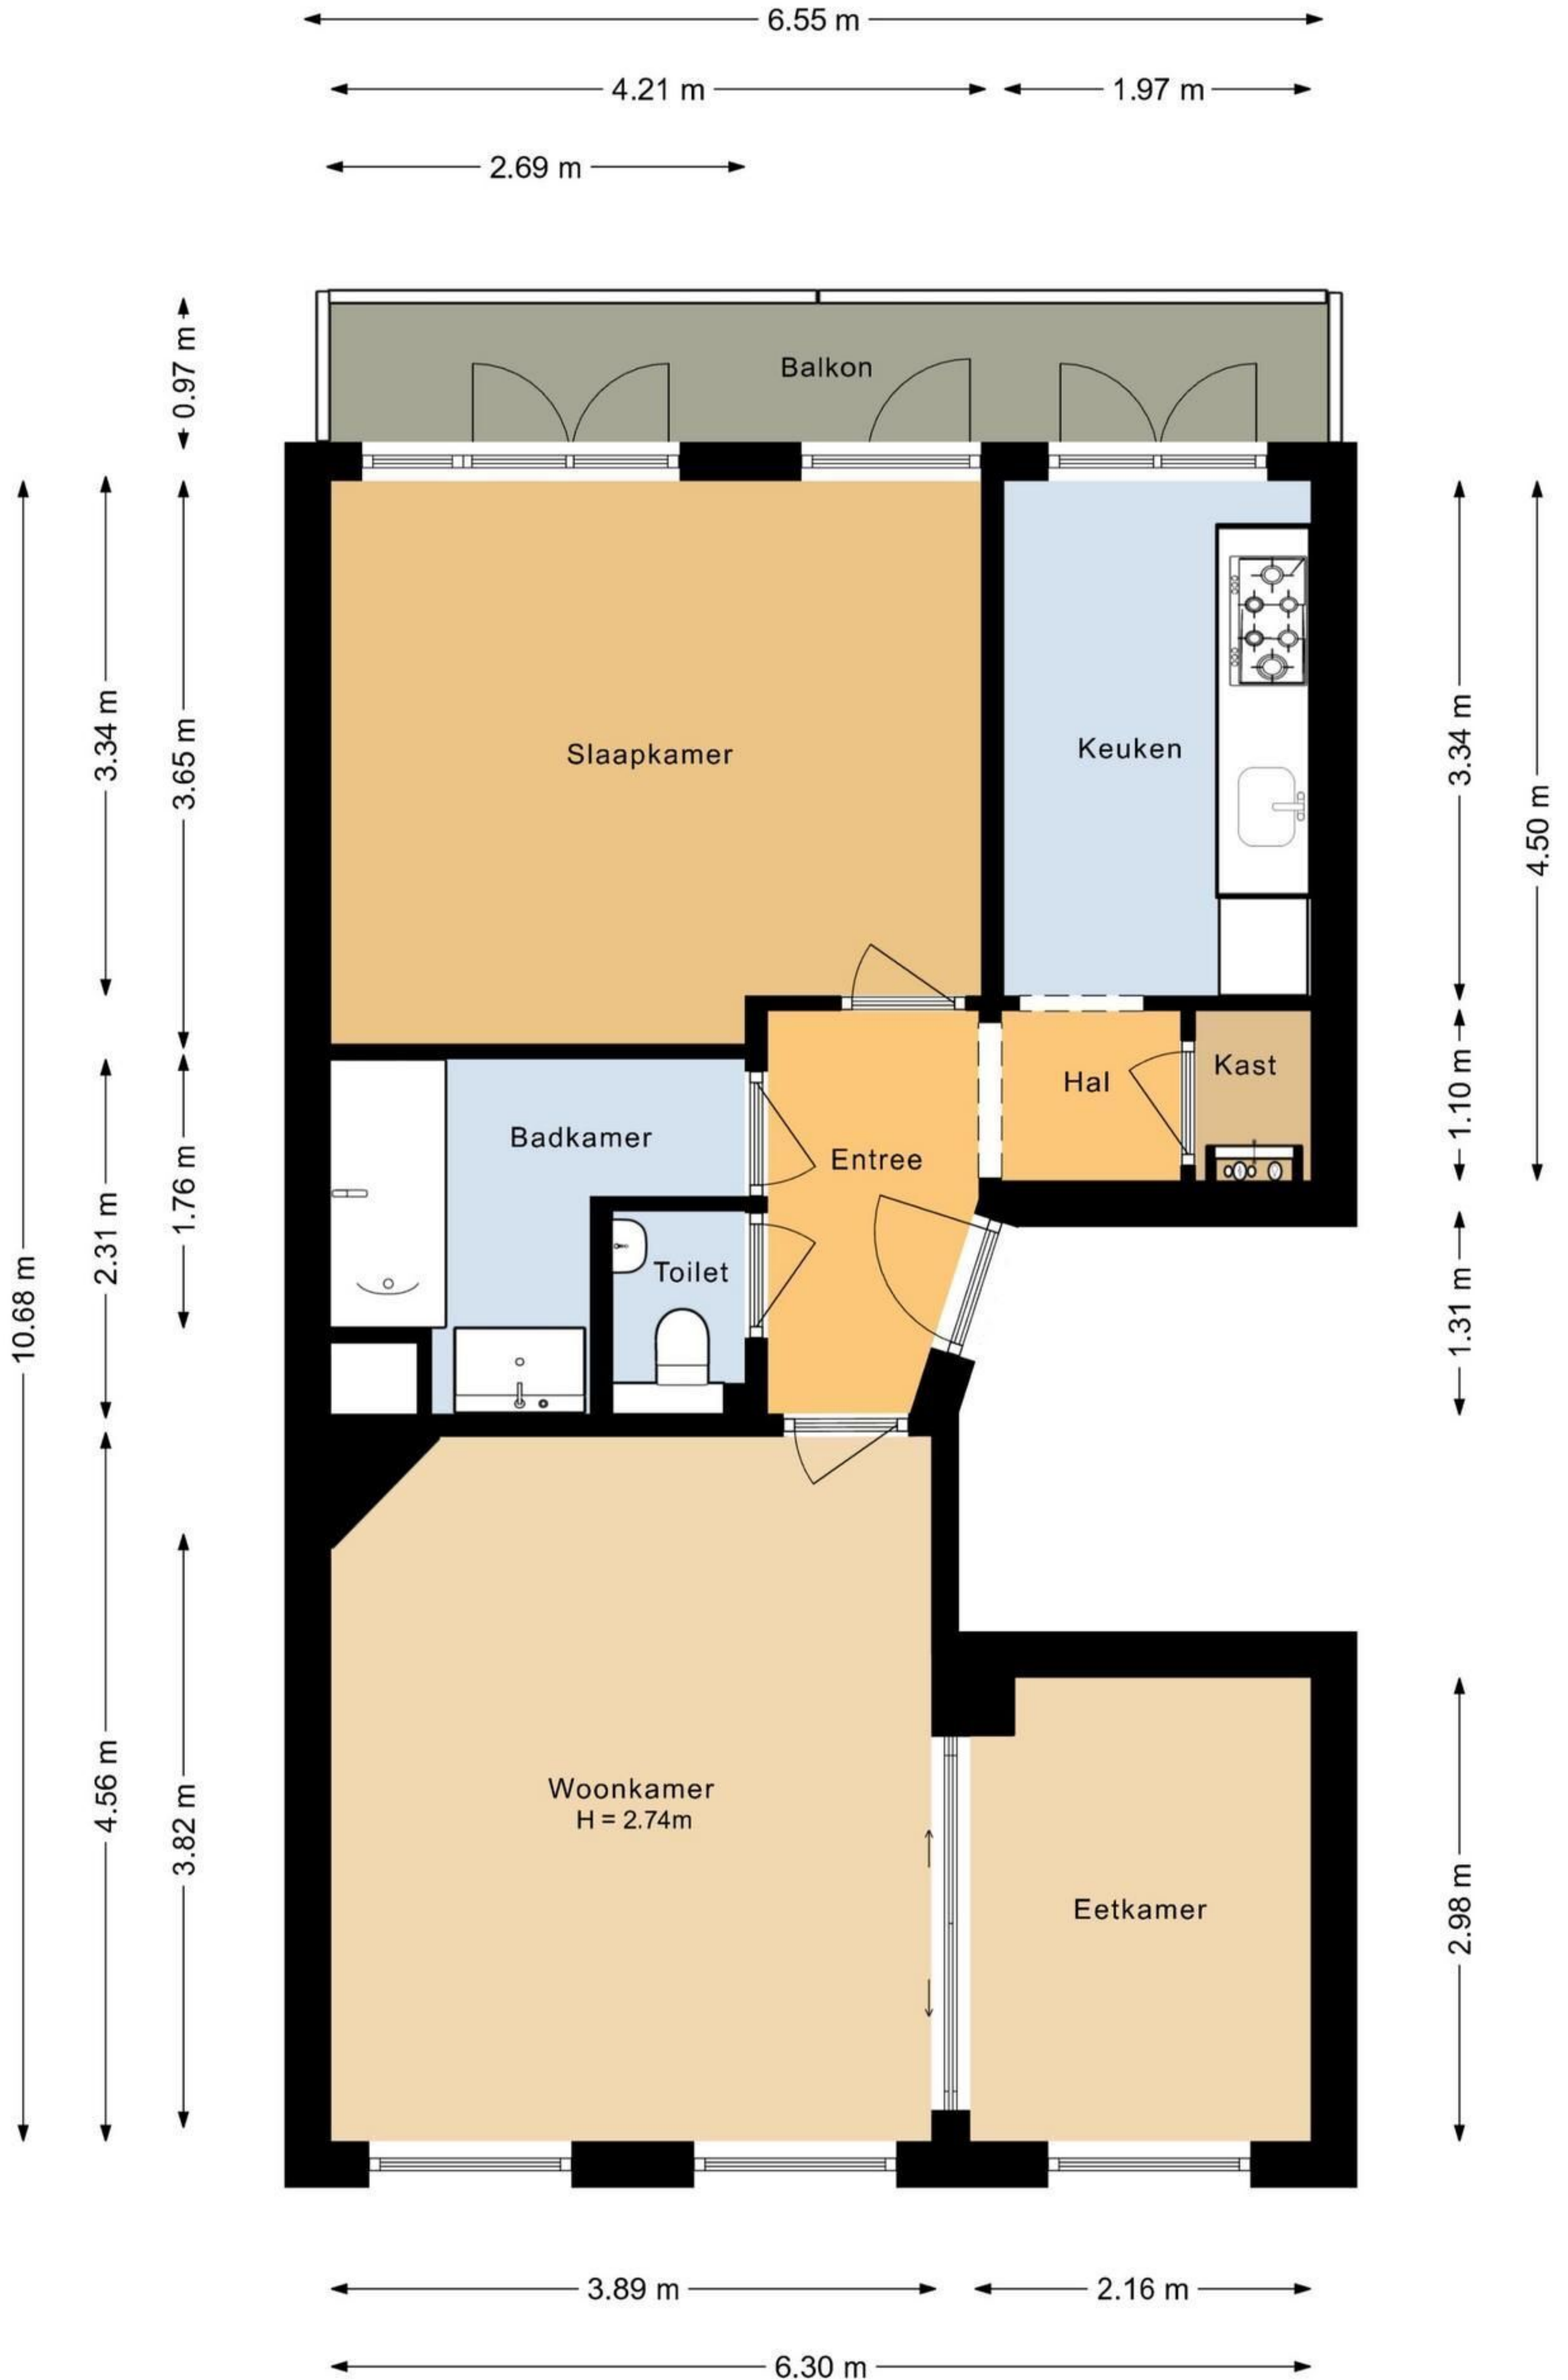 6.55 m
4.21 m
1.97 m
2.69 m
0.97 m
Balkon
3.34 m
3.65 m
Slaapkamer
Keuken
3.34 m
4.50 m
Hal
Kast
1.10 m
Badkamer
Entree
1.76 m
2.31 m
Toilet
10.68 m
1.31 m
Woonkamer
H = 2.74m
4.56 m
3.82 m
Eetkamer
2.98 m
3.89 m
2.16 m
6.30 m